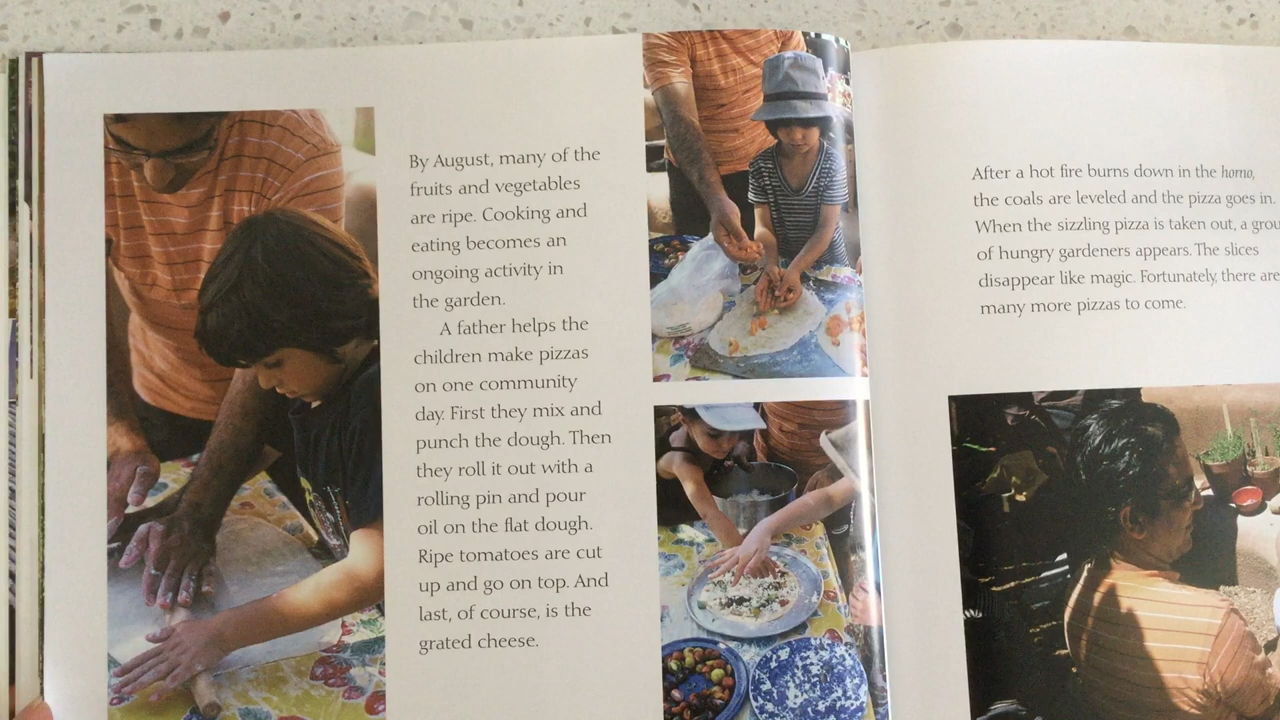 By August, many of the
fruits and vegetables
are ripe. Cooking and
eating becomes an
ongoing activity in
the garden.
A father helps the
children make pizzas
on one community
day. First they mix and
punch the dough. Then
they roll it out with a
rolling pin and pour
oil on the flat dough.
Ripe tomatoes are cut
up and go on top. And
last, of course, is the
grated cheese.
After a hot fire burns down in the horno,
the coals are leveled and the pizza goes in.
When the sizzling pizza is taken out, a grou
of hungry gardeners appears. The slices
disappear like magic. Fortunately, there are
many more pizzas to come.